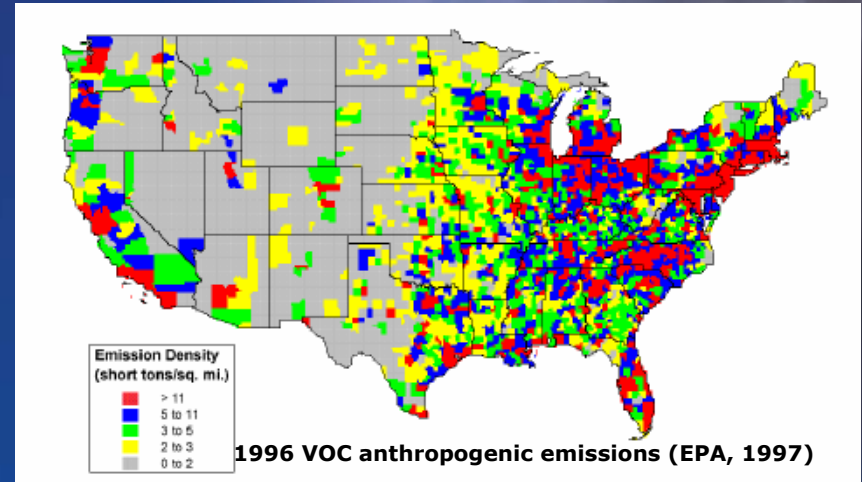 Emission Density
(short tons/sq. mi.)
> 11
5 to 11
3 to 5
2 to 3
0 to 2
1996 VOC anthropogenic emissions (EPA, 1997)